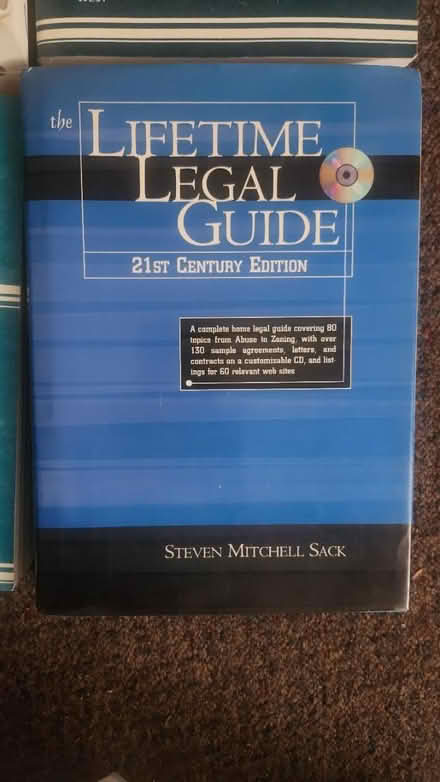 the LIFETIME
LEGAL
GUIDE
21ST CENTURY EDITION
A complete home legal guide covering 80
topics from Abuse to Zoning, with over
130 sample agreements, letters, and
contracts on a customizable CD, and list-
ings for 60 relevant web sites
STEVEN MITCHELL SACK